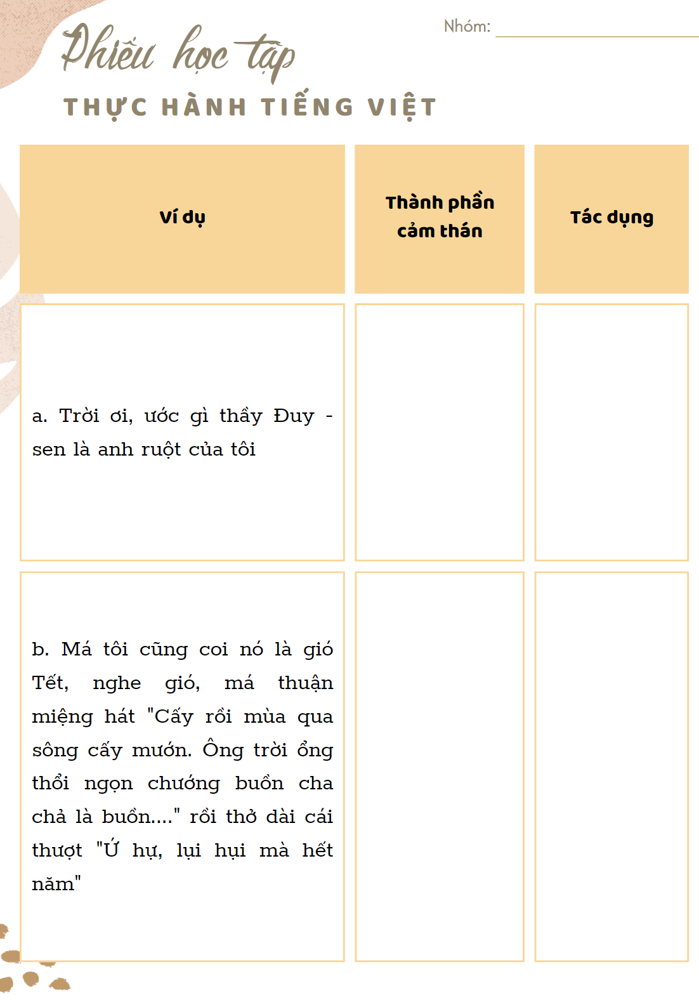 Nhóm:
Phiếu học tập
THỰC HÀNH TIẾNG VIỆT
Ví dụ
Thành phần
cảm thán
Tác dụng
a. Trời ơi, ước gì thầy Đuy -
sen là anh ruột của tôi
b. Má tôi cũng coi nó là gió
Tết, nghe gió, má thuận
miệng hát "Cấy rồi mùa qua
sông cấy mướn. Ông trời ổng
thổi ngọn chướng buồn cha
chả là buồn...." rồi thở dài cái
thượt "Ứ hự, lụi hụi mà hết
năm"